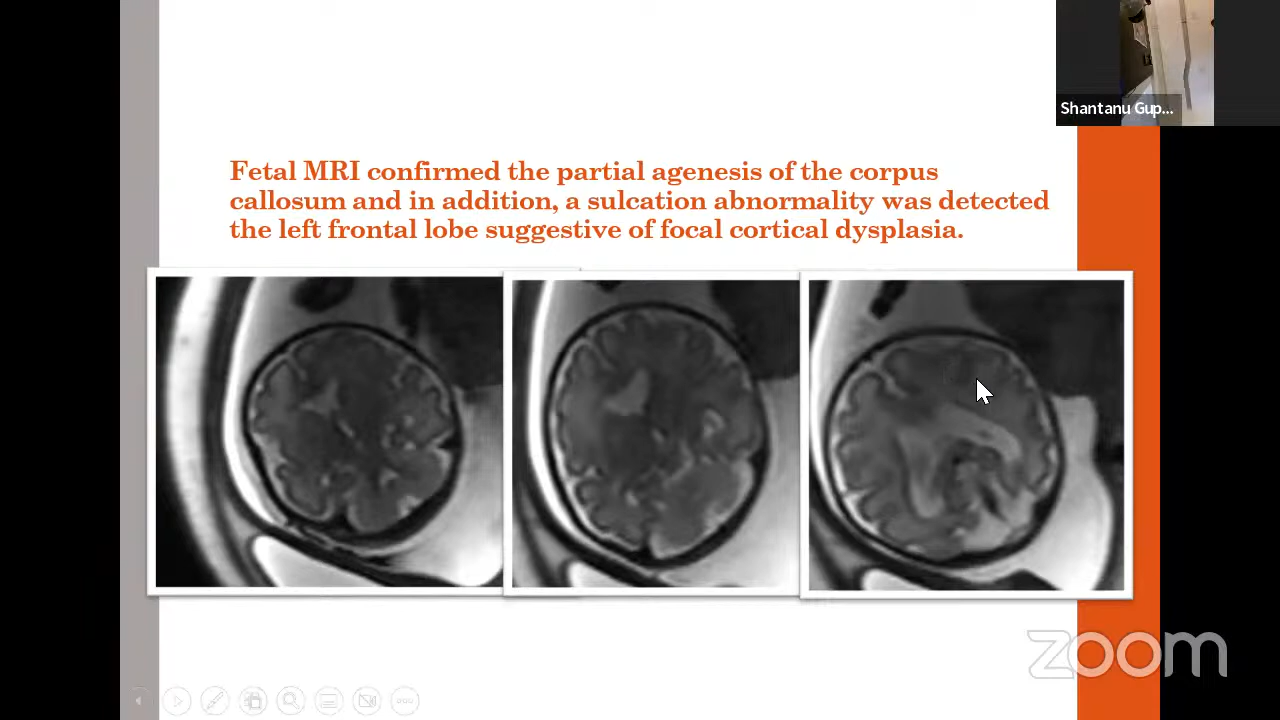 Shantanu Gup...
Fetal MRI confirmed the partial agenesis of the corpus
callosum and in addition, a sulcation abnormality was detected
the left frontal lobe suggestive of focal cortical dysplasia.
zoom